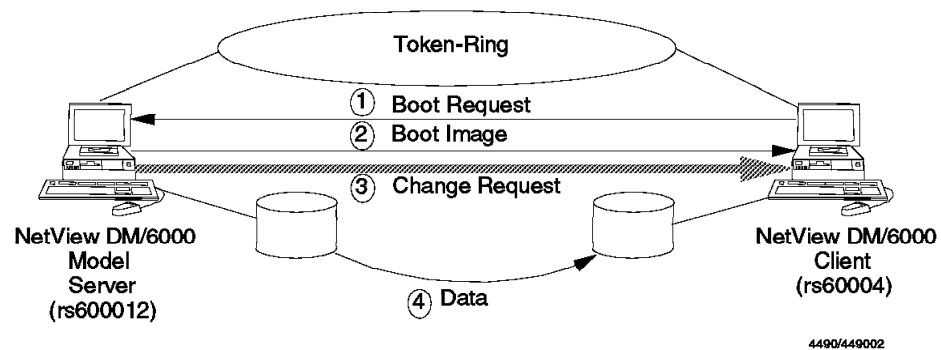 Token-Ring
1 Boot Request
2 Boot Image
3 Change Request
NetView DM/6000
Model
Server
(rs600012)
NetView DM/6000
Client
(rs60004)
4 Data
4490/449002